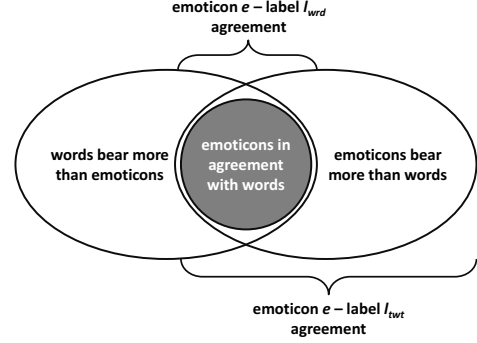 emoticon e – label lwrd
agreement
words bear more
than emoticons
emoticons in
agreement
with words
emoticons bear
more than words
emoticon e – label ltwt
agreement